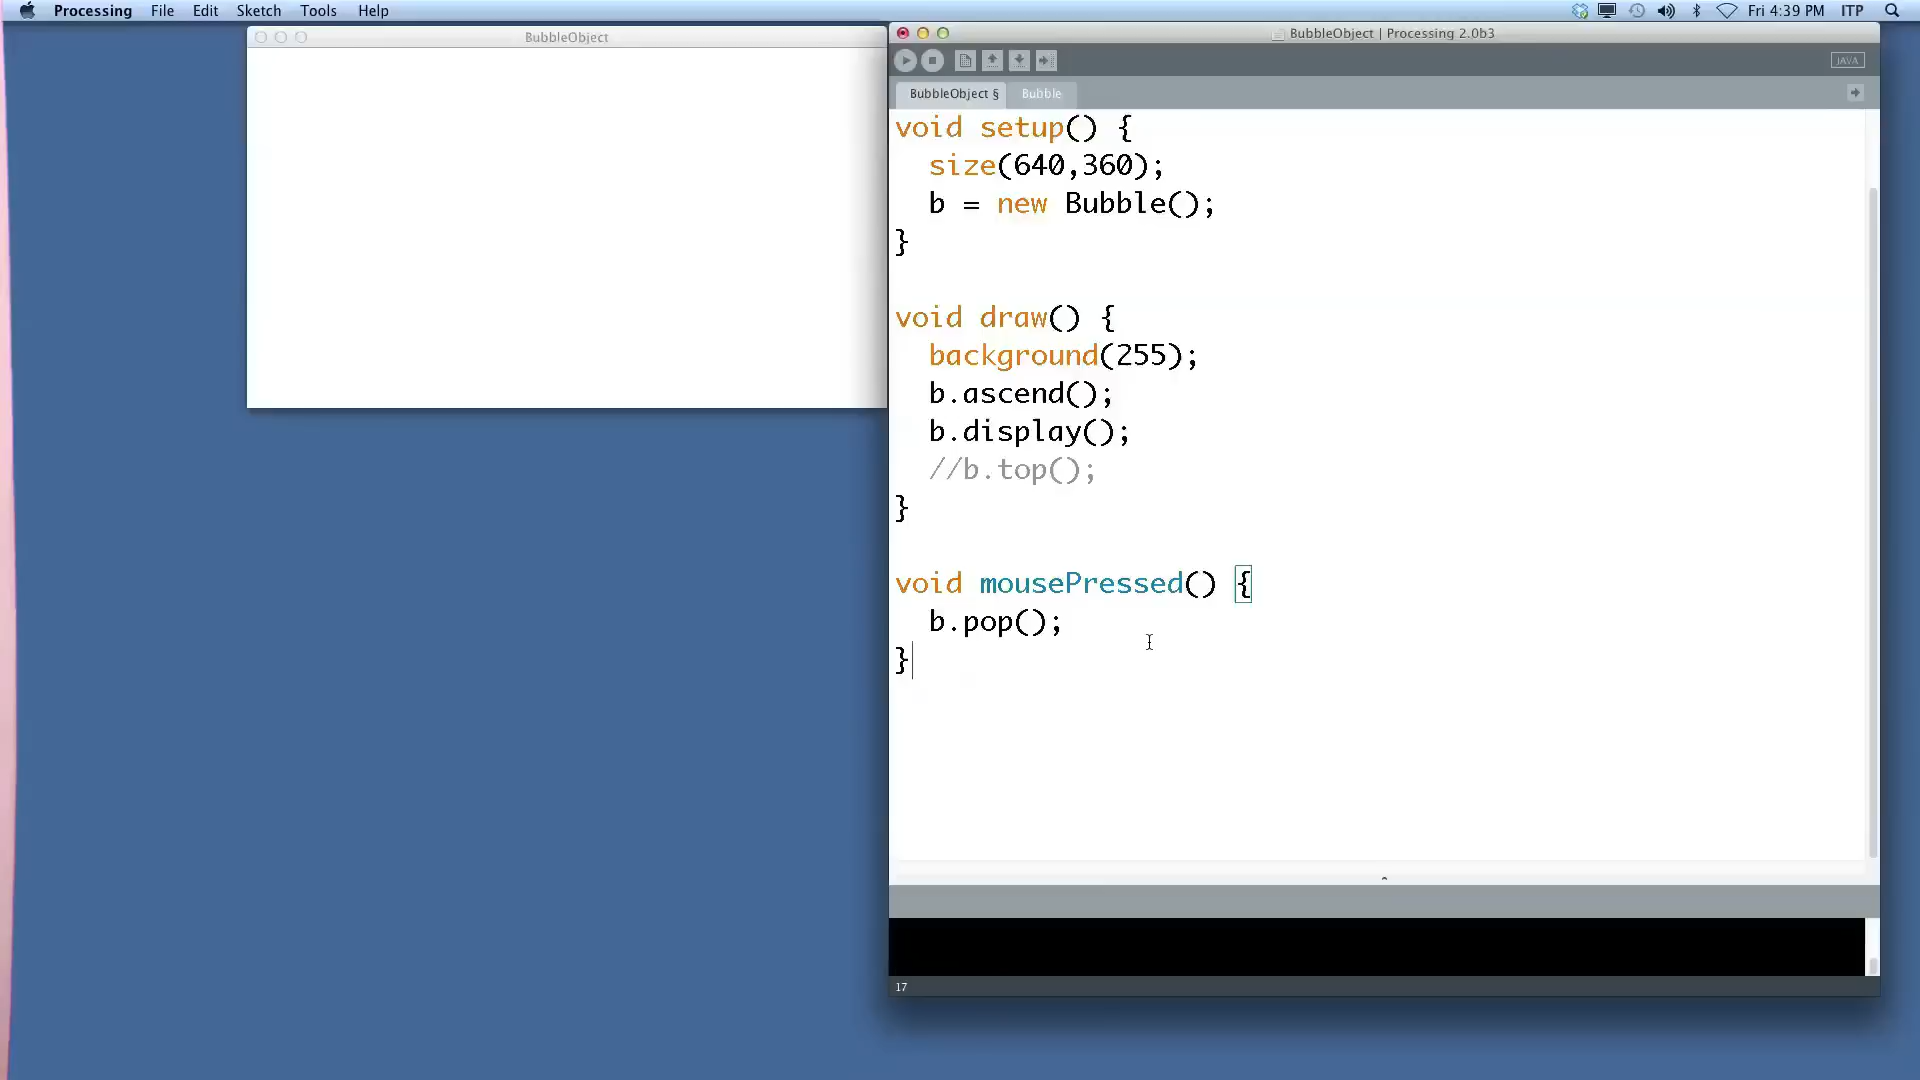 Processing File Edit Sketch Tools Help Fri 4:39 PM ITP
BubbleObject
BubbleObject | Processing 2.0b3
JAVA
BubbleObject § Bubble
void setup() {
  size(640,360);
  b = new Bubble();
}
void draw() {
  background(255);
  b.ascend();
  b.display();
  //b.top();
}
void mousePressed() {
  b.pop();
}
17